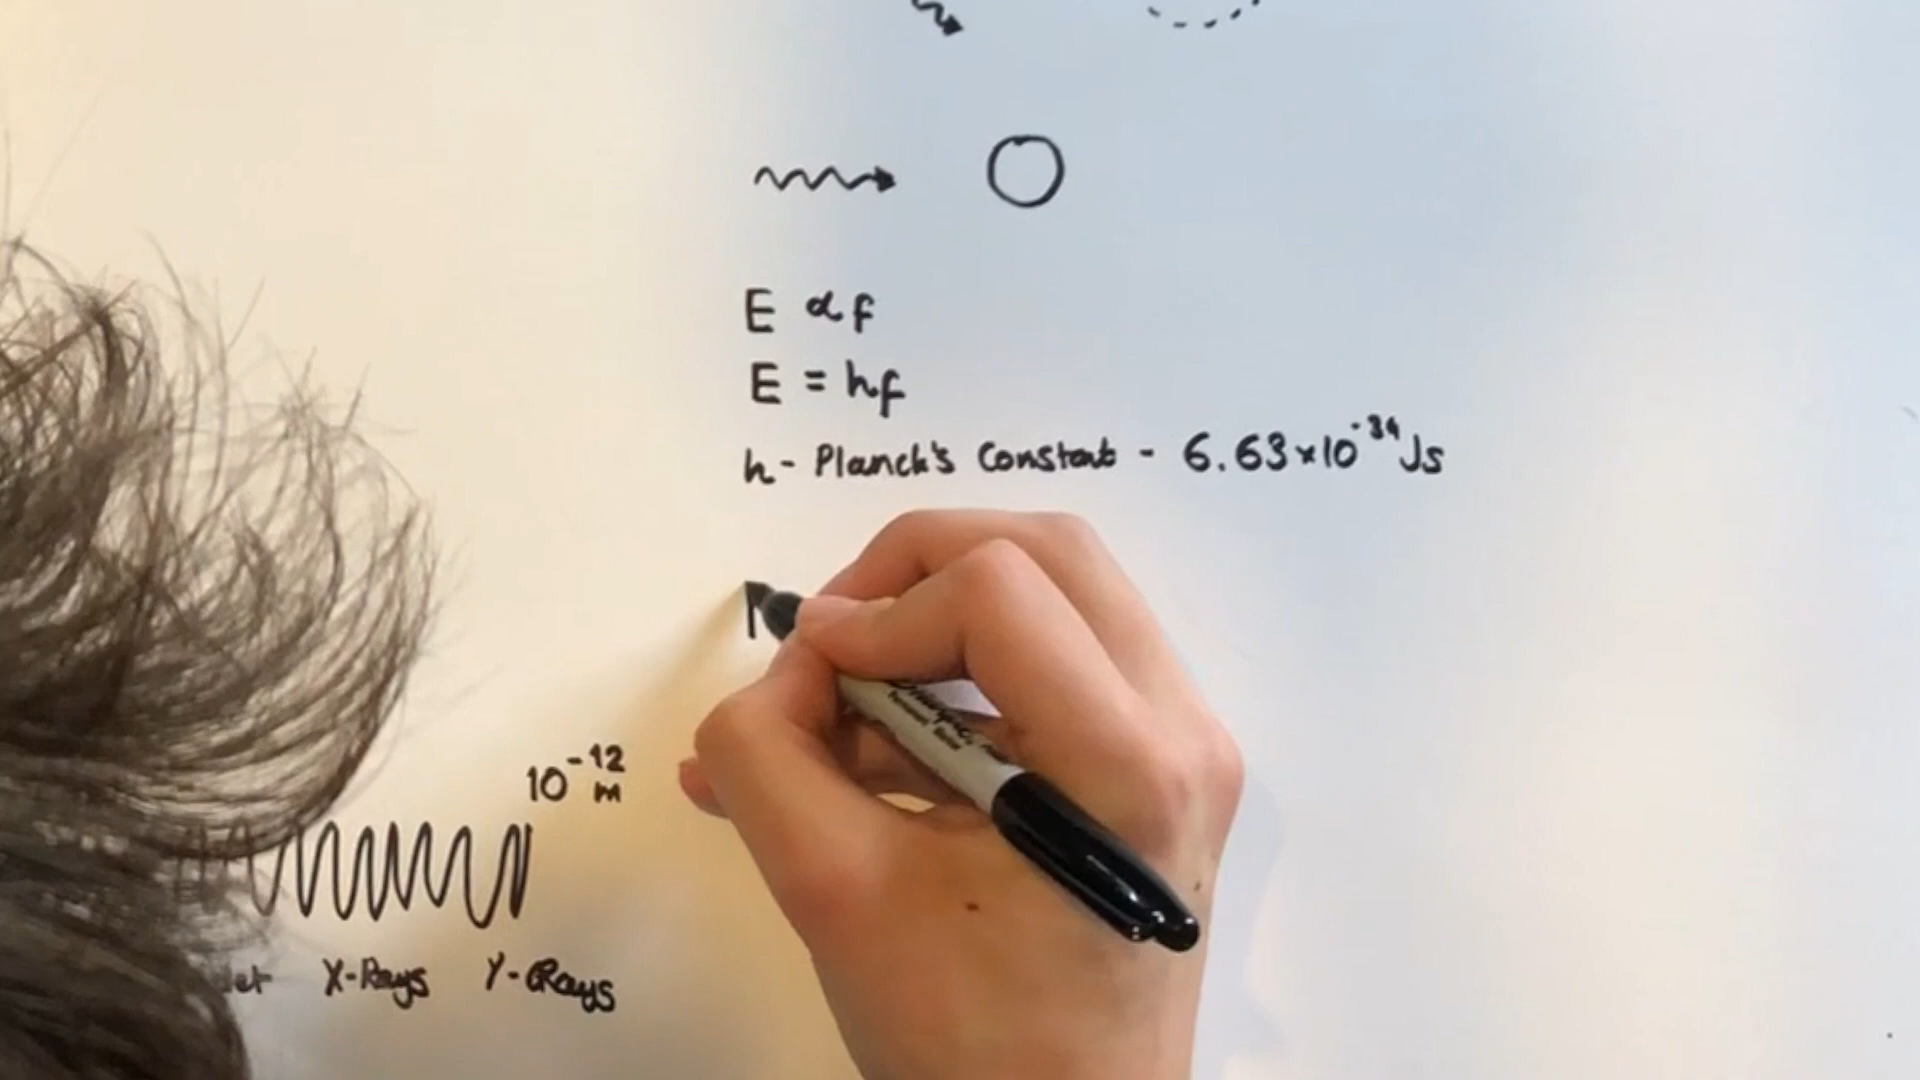 E ∝ f
E = hf
h - Planck's Constant - 6.63×10⁻³⁴ Js
10⁻¹² m
X-Rays γ-Rays